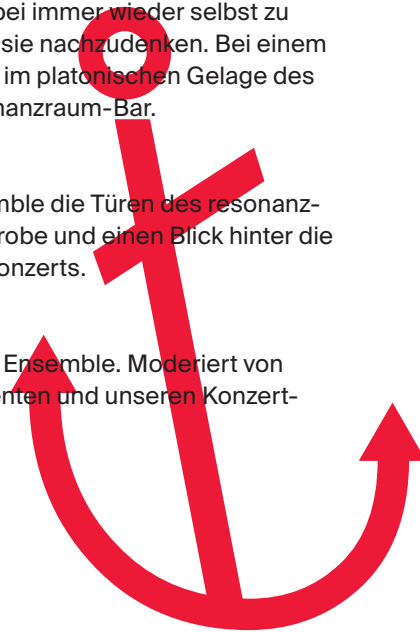 bei immer wieder selbst zu
sie nachzudenken. Bei einem
im platonischen Gelage des
nanzraum-Bar.
mble die Türen des resonanz-
robe und einen Blick hinter die
onzerts.
Ensemble. Moderiert von
enten und unseren Konzert-